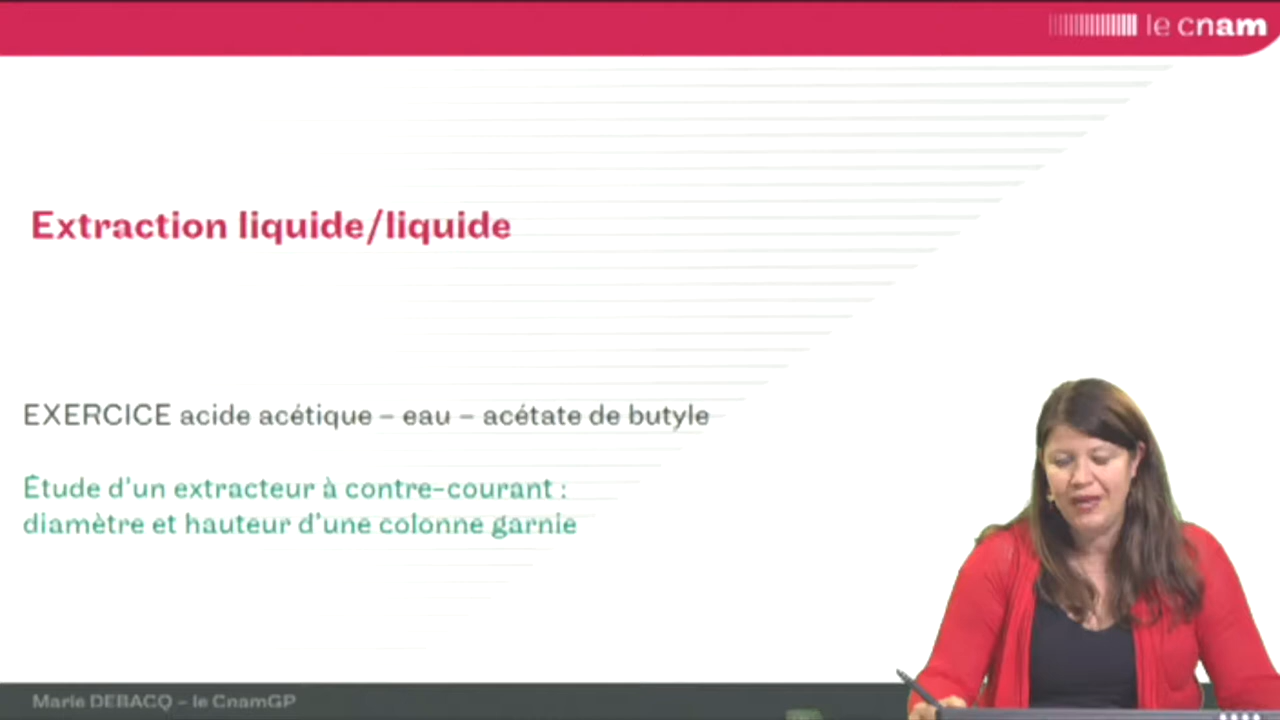 le cnam
Extraction liquide/liquide
EXERCICE acide acétique – eau – acétate de butyle
Étude d'un extracteur à contre-courant :
diamètre et hauteur d'une colonne garnie
Marie DEBACQ – le CnamGP